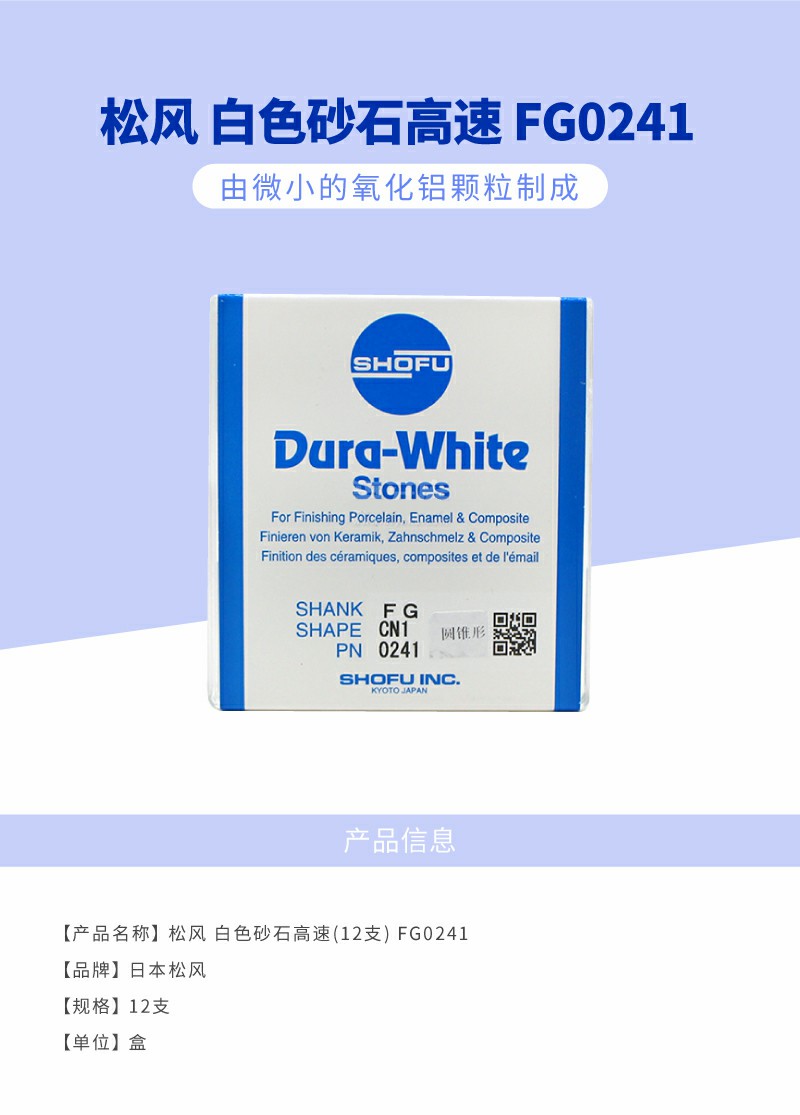 松风 白色砂石高速 FG0241
由微小的氧化铝颗粒制成
SHOFU
Dura-White
Stones
For Finishing Porcelain, Enamel & Composite
Finieren von Keramik, Zahnschmelz & Composite
Finition des céramiques, composites et de l'émail
SHANK FG
SHAPE CN1 圆锥形
PN 0241
SHOFU INC.
KYOTO JAPAN
产品信息
【产品名称】松风 白色砂石高速(12支) FG0241
【品牌】日本松风
【规格】12支
【单位】盒